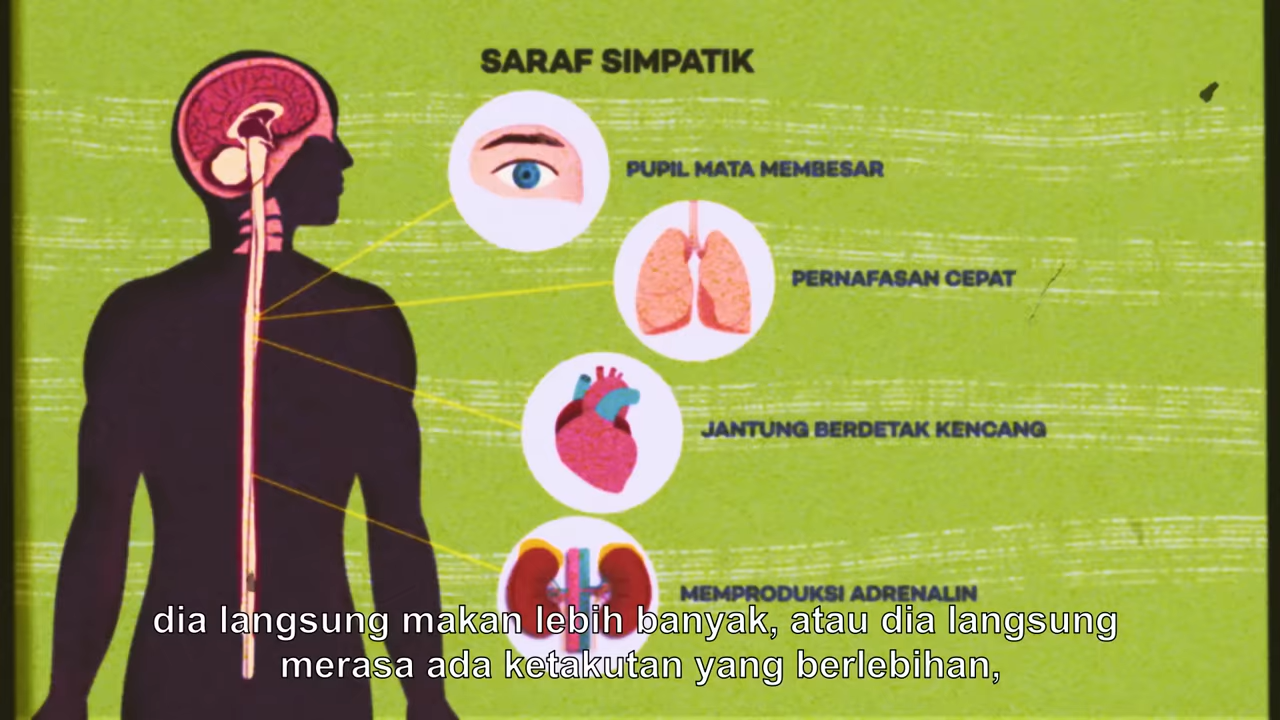 SARAF SIMPATIK
PUPIL MATA MEMBESAR
PERNAFASAN CEPAT
JANTUNG BERDETAK KENCANG
MEMPRODUKSI ADRENALIN
dia langsung makan lebih banyak, atau dia langsung
merasa ada ketakutan yang berlebihan,